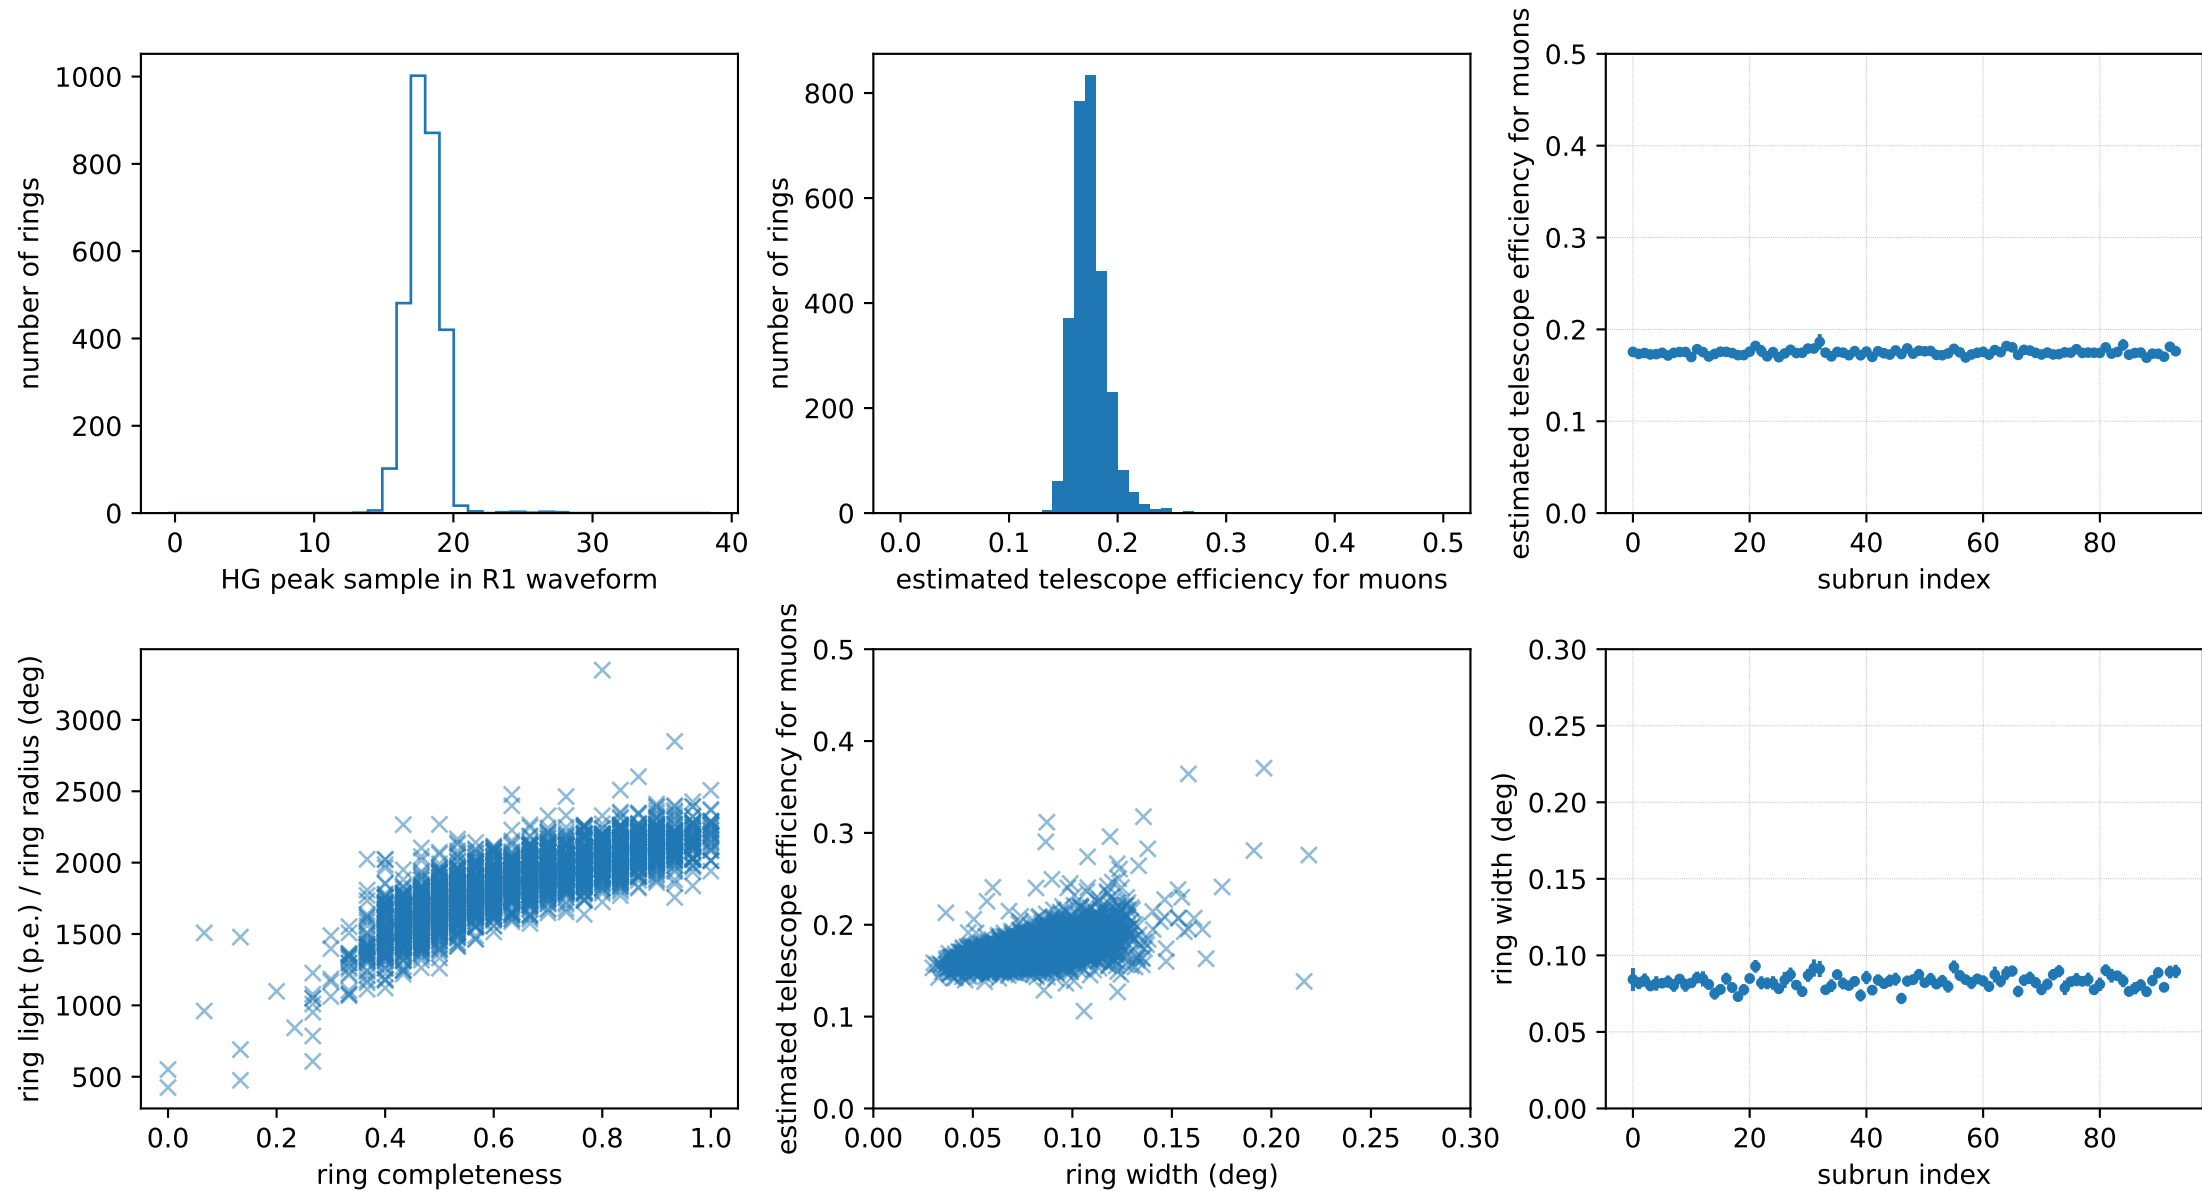 1000
800
600
400
200
0
number of rings
0 10 20 30 40
HG peak sample in R1 waveform
800
600
400
200
0
number of rings
0.0 0.1 0.2 0.3 0.4 0.5
estimated telescope efficiency for muons
0.5
0.4
0.3
0.2
0.1
0.0
estimated telescope efficiency for muons
0 20 40 60 80
subrun index
3000
2500
2000
1500
1000
500
ring light (p.e.) / ring radius (deg)
0.0 0.2 0.4 0.6 0.8 1.0
ring completeness
0.5
0.4
0.3
0.2
0.1
0.0
estimated telescope efficiency for muons
0.00 0.05 0.10 0.15 0.20 0.25 0.30
ring width (deg)
0.30
0.25
0.20
0.15
0.10
0.05
0.00
ring width (deg)
0 20 40 60 80
subrun index